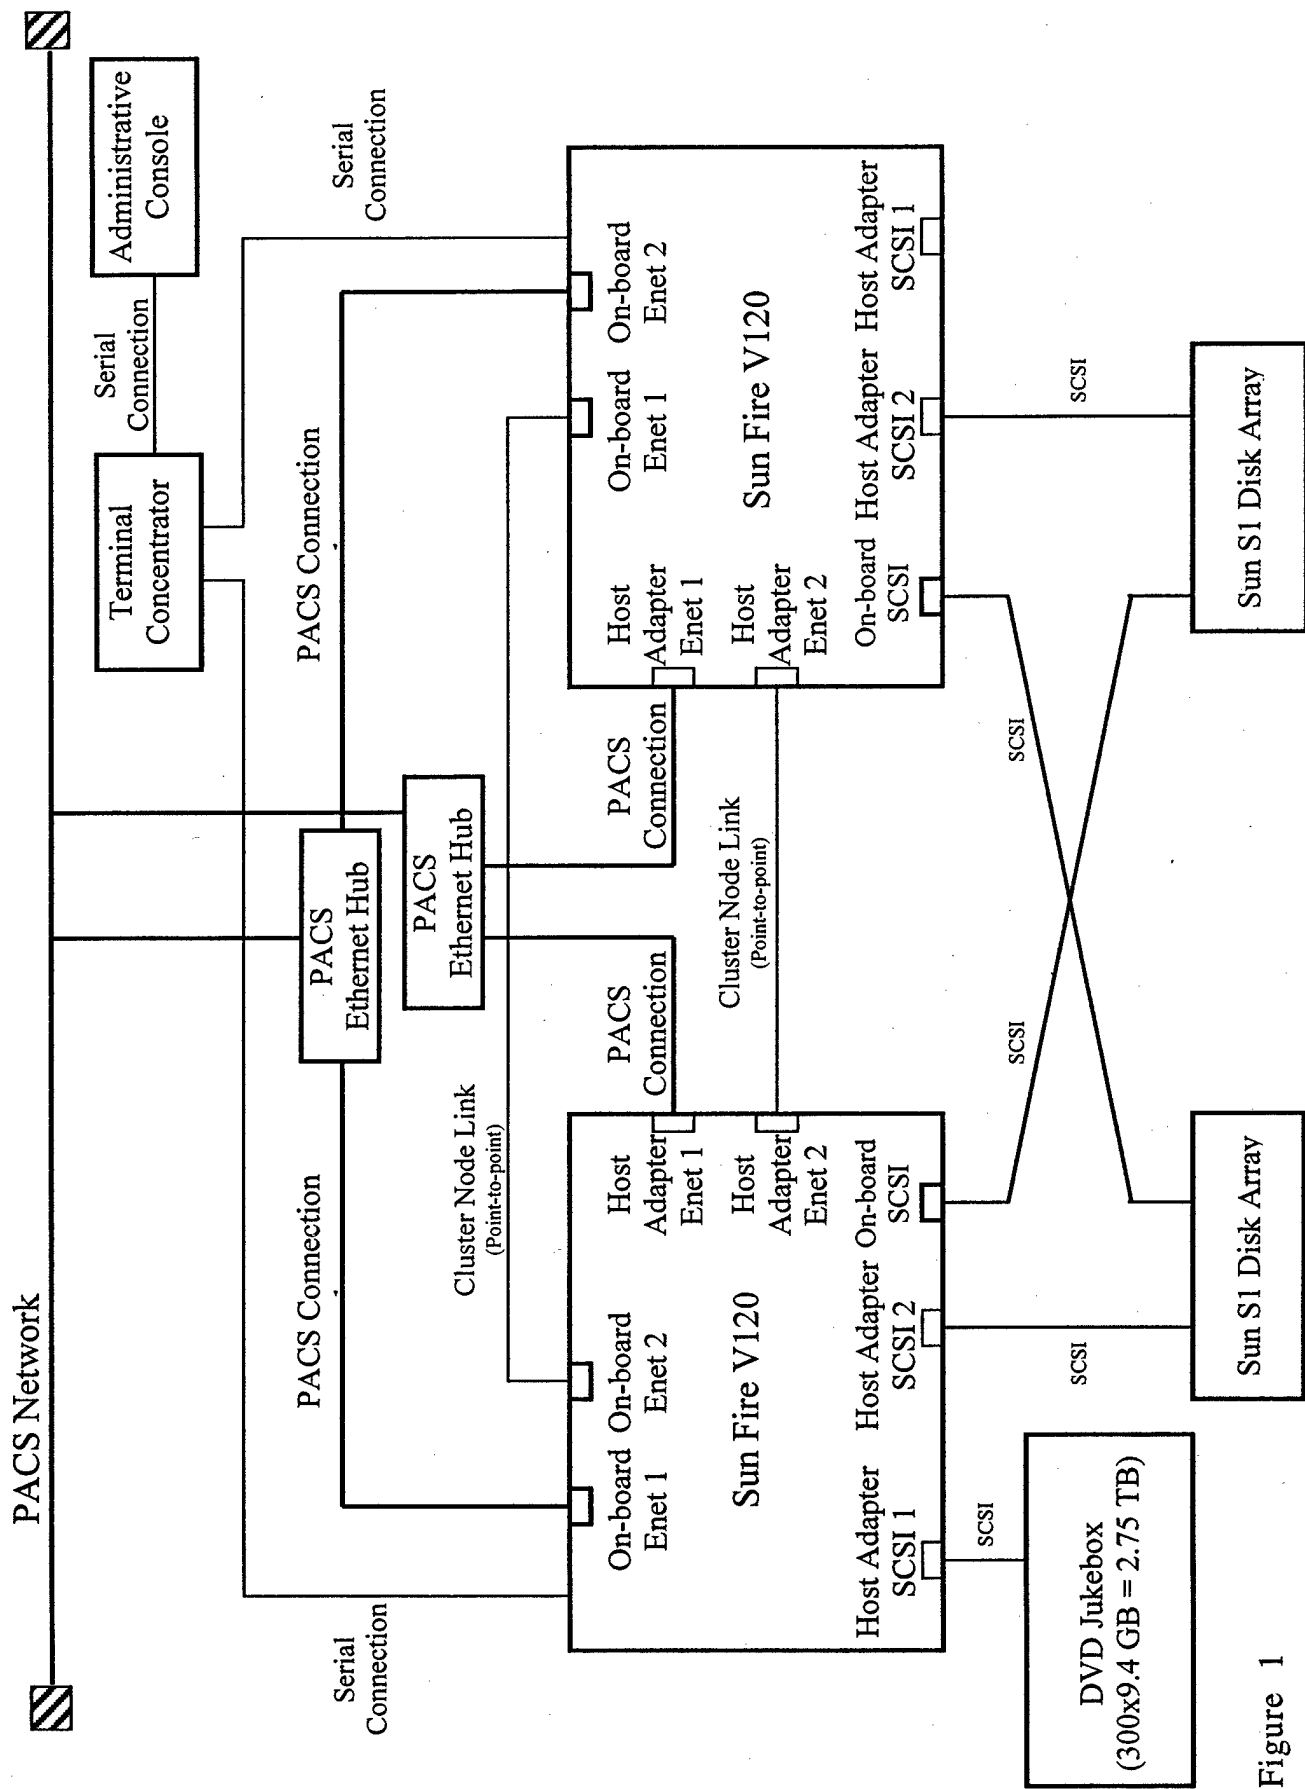 PACS Network
Administrative
Console
Serial
Connection
Terminal
Concentrator
Serial
Connection
Serial
Connection
PACS Connection
PACS
Ethernet Hub
PACS Connection
PACS
Ethernet Hub
Cluster Node Link
(Point-to-point)
PACS
Connection
PACS
Connection
Cluster Node Link
(Point-to-point)
On-board
Enet 1
On-board
Enet 2
Host
Adapter
Enet 1
Host
Adapter
Enet 2
Sun Fire V120
Host Adapter
SCSI 1
Host Adapter
SCSI 2
On-board
SCSI
Host
Adapter
Enet 1
Host
Adapter
Enet 2
On-board
Enet 1
On-board
Enet 2
Sun Fire V120
On-board
SCSI
Host Adapter
SCSI 2
Host Adapter
SCSI 1
SCSI
SCSI
SCSI
SCSI
SCSI
DVD Jukebox
(300x9.4 GB = 2.75 TB)
Sun S1 Disk Array
Sun S1 Disk Array
Figure 1